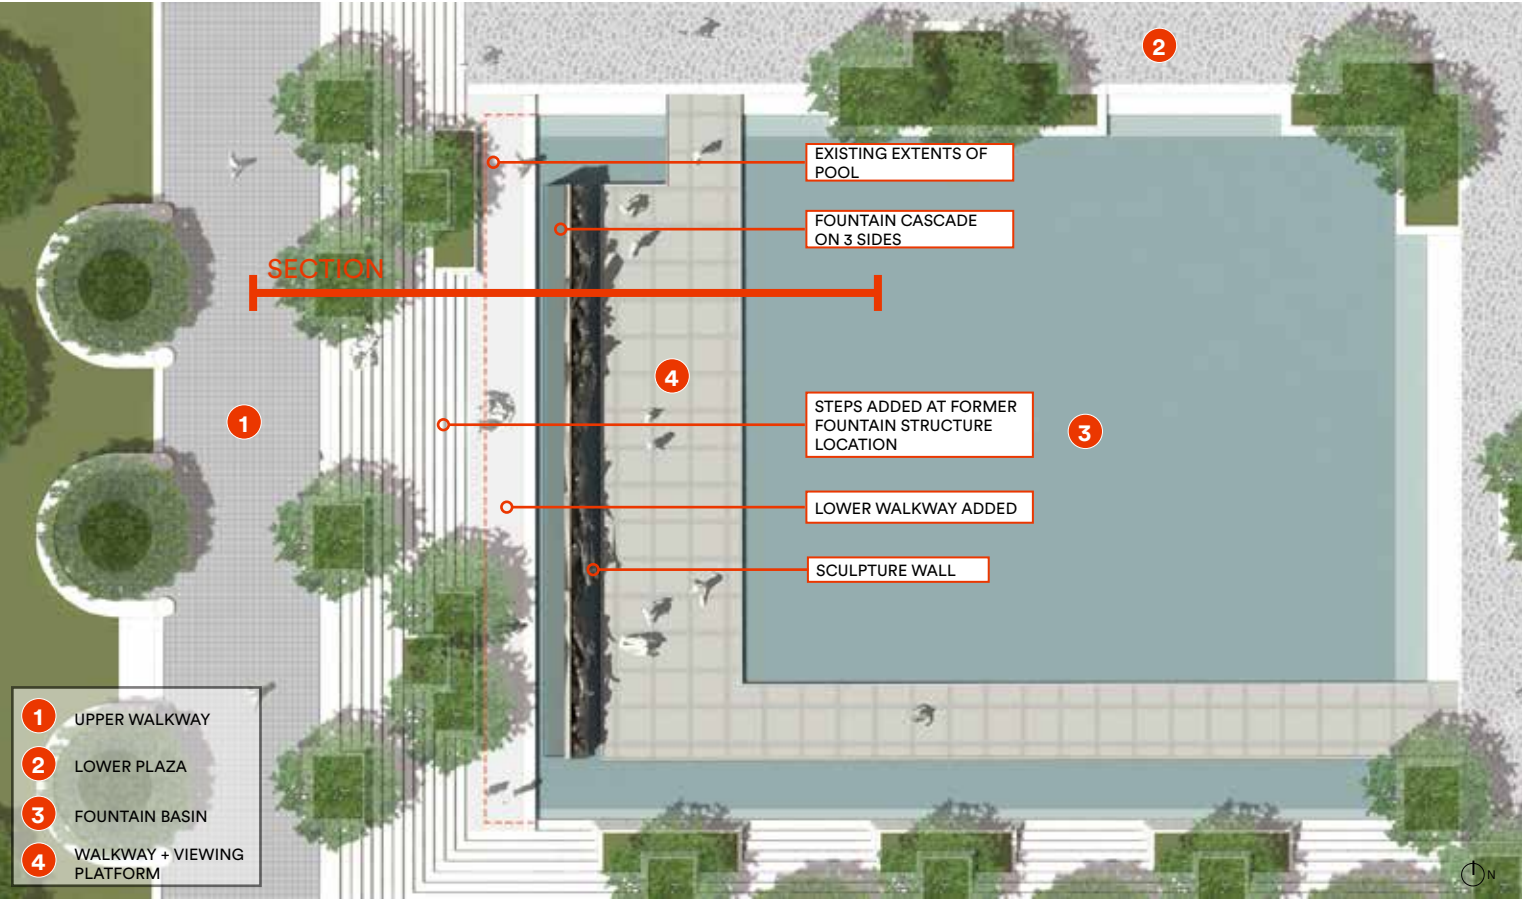 2
EXISTING EXTENTS OF
POOL
FOUNTAIN CASCADE
ON 3 SIDES
SECTION
4
1
STEPS ADDED AT FORMER
FOUNTAIN STRUCTURE
LOCATION
3
LOWER WALKWAY ADDED
SCULPTURE WALL
1 UPPER WALKWAY
2 LOWER PLAZA
3 FOUNTAIN BASIN
4 WALKWAY + VIEWING
PLATFORM
N